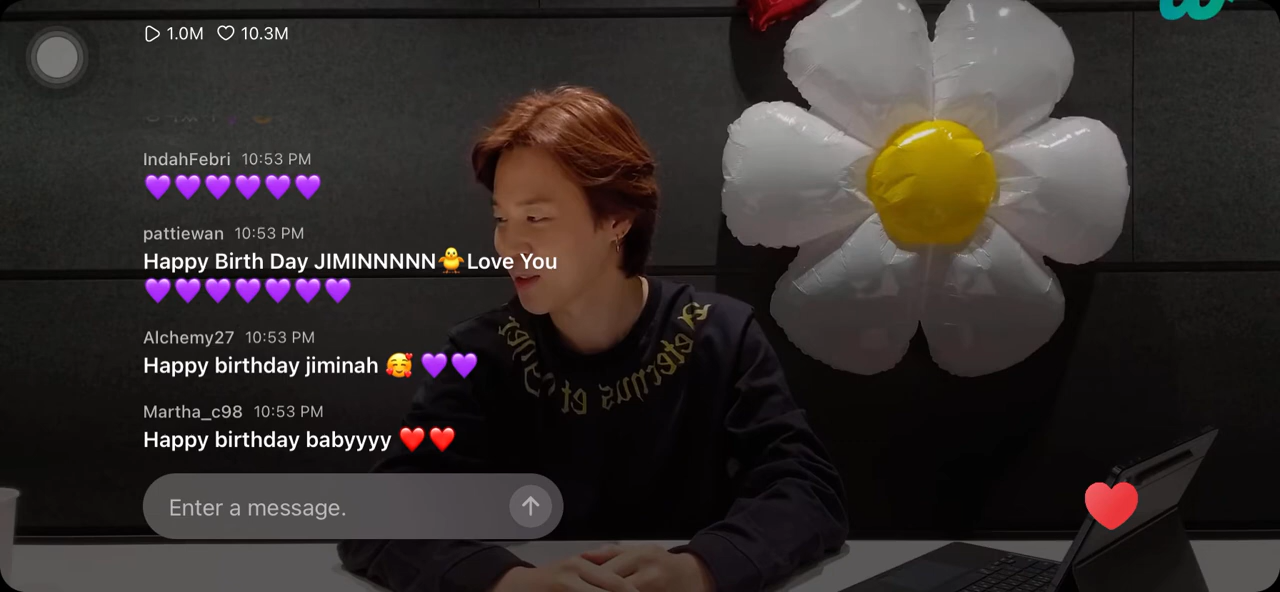 1.0M 10.3M
IndahFebri 10:53 PM
💜💜💜💜💜💜
pattiewan 10:53 PM
Happy Birth Day JIMINNNNN🐥Love You
💜💜💜💜💜💜💜
Alchemy27 10:53 PM
Happy birthday jiminah 🥰 💜💜
Martha_c98 10:53 PM
Happy birthday babyyyy ❤️❤️
Enter a message.